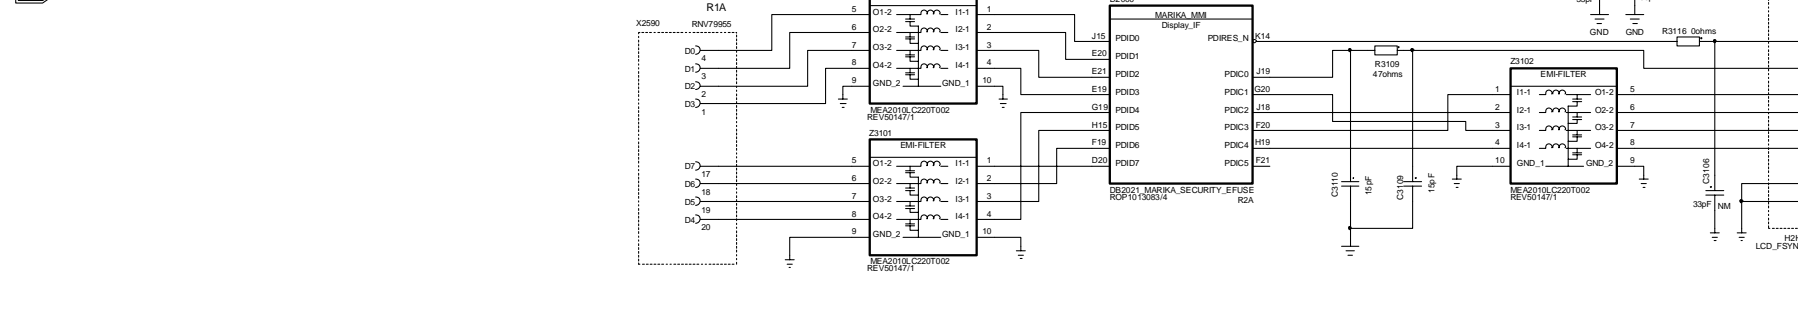 R1A
X2590 RNV79955
D0 4
D1 3
D2 2
D3 1
D7 17
D6 18
D5 19
D4 20
5 O1-2 I1-1 1
6 O2-2 I2-1 2
7 O3-2 I3-1 3
8 O4-2 I4-1 4
9 GND_2 GND_1 10
MEA2010LC220T002
REV50147/1
Z3101
EMI-FILTER
5 O1-2 I1-1 1
6 O2-2 I2-1 2
7 O3-2 I3-1 3
8 O4-2 I4-1 4
9 GND_2 GND_1 10
MEA2010LC220T002
REV50147/1
MARIKA_MMI
Display_IF
J15 PDID0 PDIRES_N K14
E20 PDID1
E21 PDID2 PDIC0 J19
E19 PDID3 PDIC1 G20
G19 PDID4 PDIC2 J18
H15 PDID5 PDIC3 F20
F19 PDID6 PDIC4 H19
D20 PDID7 PDIC5 F21
DB2021_MARIKA_SECURITY_EFUSE
ROP1013083/4
R2A
R3109
47ohms
C3110
15pF
C3109
15pF
GND GND
R3116 0ohms
Z3102
EMI-FILTER
1 I1-1 O1-2 5
2 I2-1 O2-2 6
3 I3-1 O3-2 7
4 I4-1 O4-2 8
10 GND_1 GND_2 9
MEA2010LC220T002
REV50147/1
C3106
33pF NM
LCD_FSYN